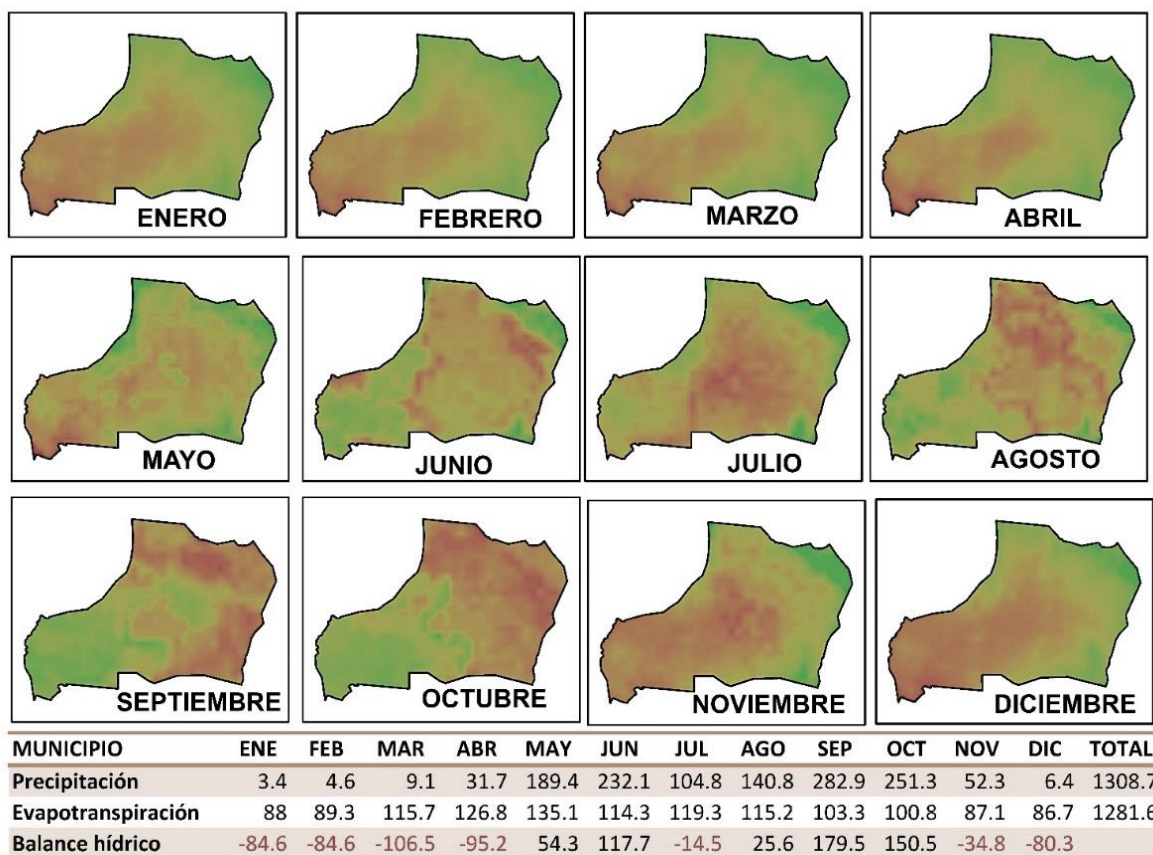 ENERO
FEBRERO
MARZO
ABRIL
MAYO
JUNIO
JULIO
AGOSTO
SEPTIEMBRE
OCTUBRE
NOVIEMBRE
DICIEMBRE
MUNICIPIO ENE FEB MAR ABR MAY JUN JUL AGO SEP OCT NOV DIC TOTAL
Precipitación 3.4 4.6 9.1 31.7 189.4 232.1 104.8 140.8 282.9 251.3 52.3 6.4 1308.7
Evapotranspiración 88 89.3 115.7 126.8 135.1 114.3 119.3 115.2 103.3 100.8 87.1 86.7 1281.6
Balance hídrico -84.6 -84.6 -106.5 -95.2 54.3 117.7 -14.5 25.6 179.5 150.5 -34.8 -80.3